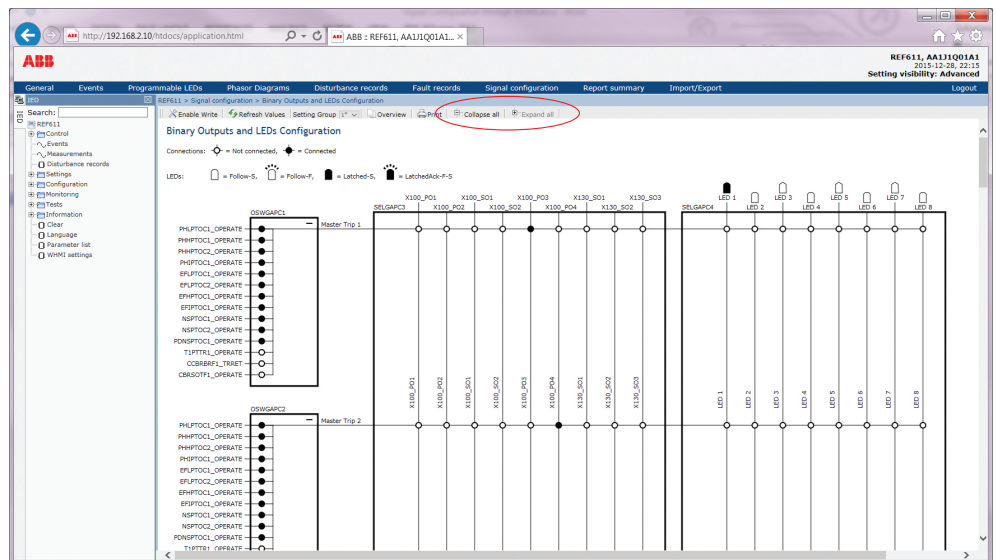 http://192.168.2.10/htdocs/application.html
ABB :: REF611, AA1J1Q01A1...
ABB
REF611, AA1J1Q01A1
2015-12-28, 22:15
Setting visibility: Advanced
General Events Programmable LEDs Phasor Diagrams Disturbance records Fault records Signal configuration Report summary Import/Export Logout
IED
REF611 > Signal configuration > Binary Outputs and LEDs Configuration
IED
Search:
Enable Write Refresh Values Setting Group 1* Overview Print Collapse all Expand all
REF611
Control
Events
Measurements
Disturbance records
Settings
Configuration
Monitoring
Tests
Information
Clear
Language
Parameter list
WHMI settings
Binary Outputs and LEDs Configuration
Connections: = Not connected, = Connected
LEDs: = Follow-S, = Follow-F, = Latched-S, = LatchedAck-F-S
X100_PO1 X100_SO1 X100_PO3 X130_SO1 X130_SO3 LED 1 LED 3 LED 5 LED 7
SELGAPC3 X100_PO2 X100_SO2 X100_PO4 X130_SO2 SELGAPC4 LED 2 LED 4 LED 6 LED 8
OSWGAPC1
Master Trip 1
PHLPTOC1_OPERATE
PHHPTOC1_OPERATE
PHHPTOC2_OPERATE
PHIPTOC1_OPERATE
EFLPTOC1_OPERATE
EFLPTOC2_OPERATE
EFHPTOC1_OPERATE
EFIPTOC1_OPERATE
NSPTOC1_OPERATE
NSPTOC2_OPERATE
PDNSPTOC1_OPERATE
T1PTTR1_OPERATE
CCBRBRF1_TRRET
CBRSOTF1_OPERATE
X100_PO1 X100_PO2 X100_SO1 X100_SO2 X100_PO3 X100_PO4 X130_SO1 X130_SO2 X130_SO3 LED 1 LED 2 LED 3 LED 4 LED 5 LED 6 LED 7 LED 8
OSWGAPC2
Master Trip 2
PHLPTOC1_OPERATE
PHHPTOC1_OPERATE
PHHPTOC2_OPERATE
PHIPTOC1_OPERATE
EFLPTOC1_OPERATE
EFLPTOC2_OPERATE
EFHPTOC1_OPERATE
EFIPTOC1_OPERATE
NSPTOC1_OPERATE
NSPTOC2_OPERATE
PDNSPTOC1_OPERATE
T1PTTR1_OPERATE